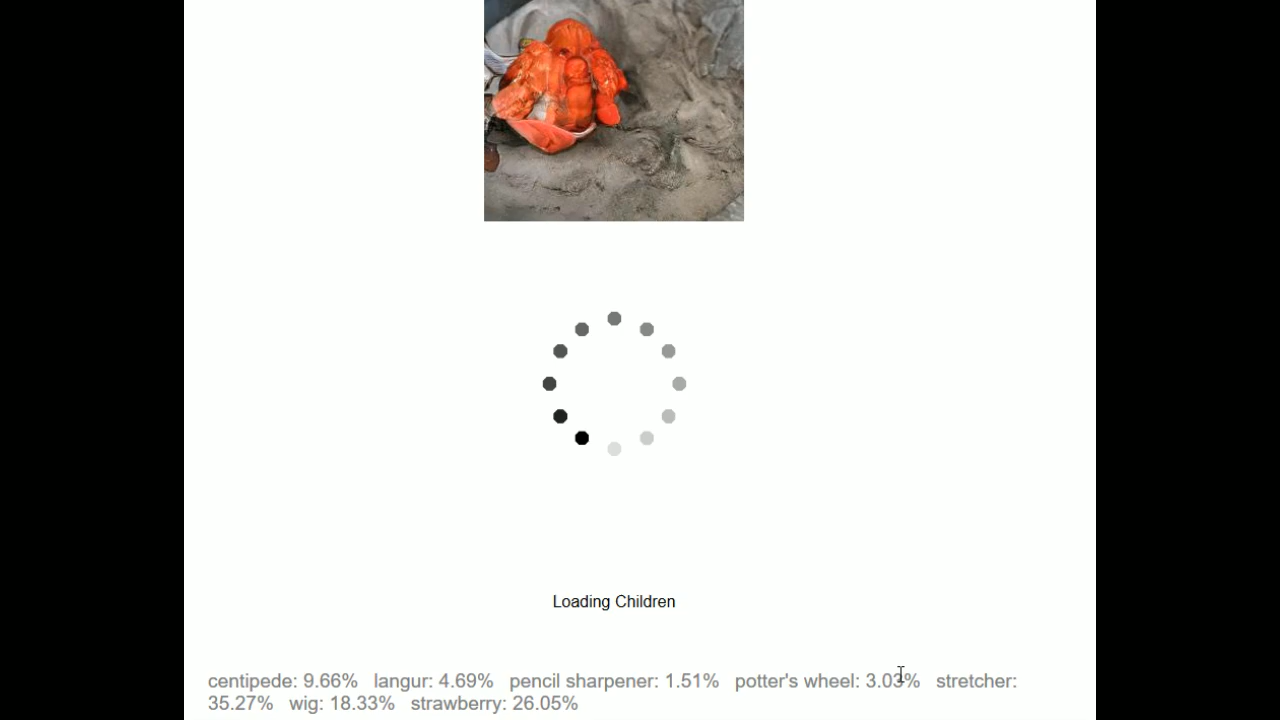 Loading Children
centipede: 9.66% langur: 4.69% pencil sharpener: 1.51% potter's wheel: 3.03% stretcher:
35.27% wig: 18.33% strawberry: 26.05%